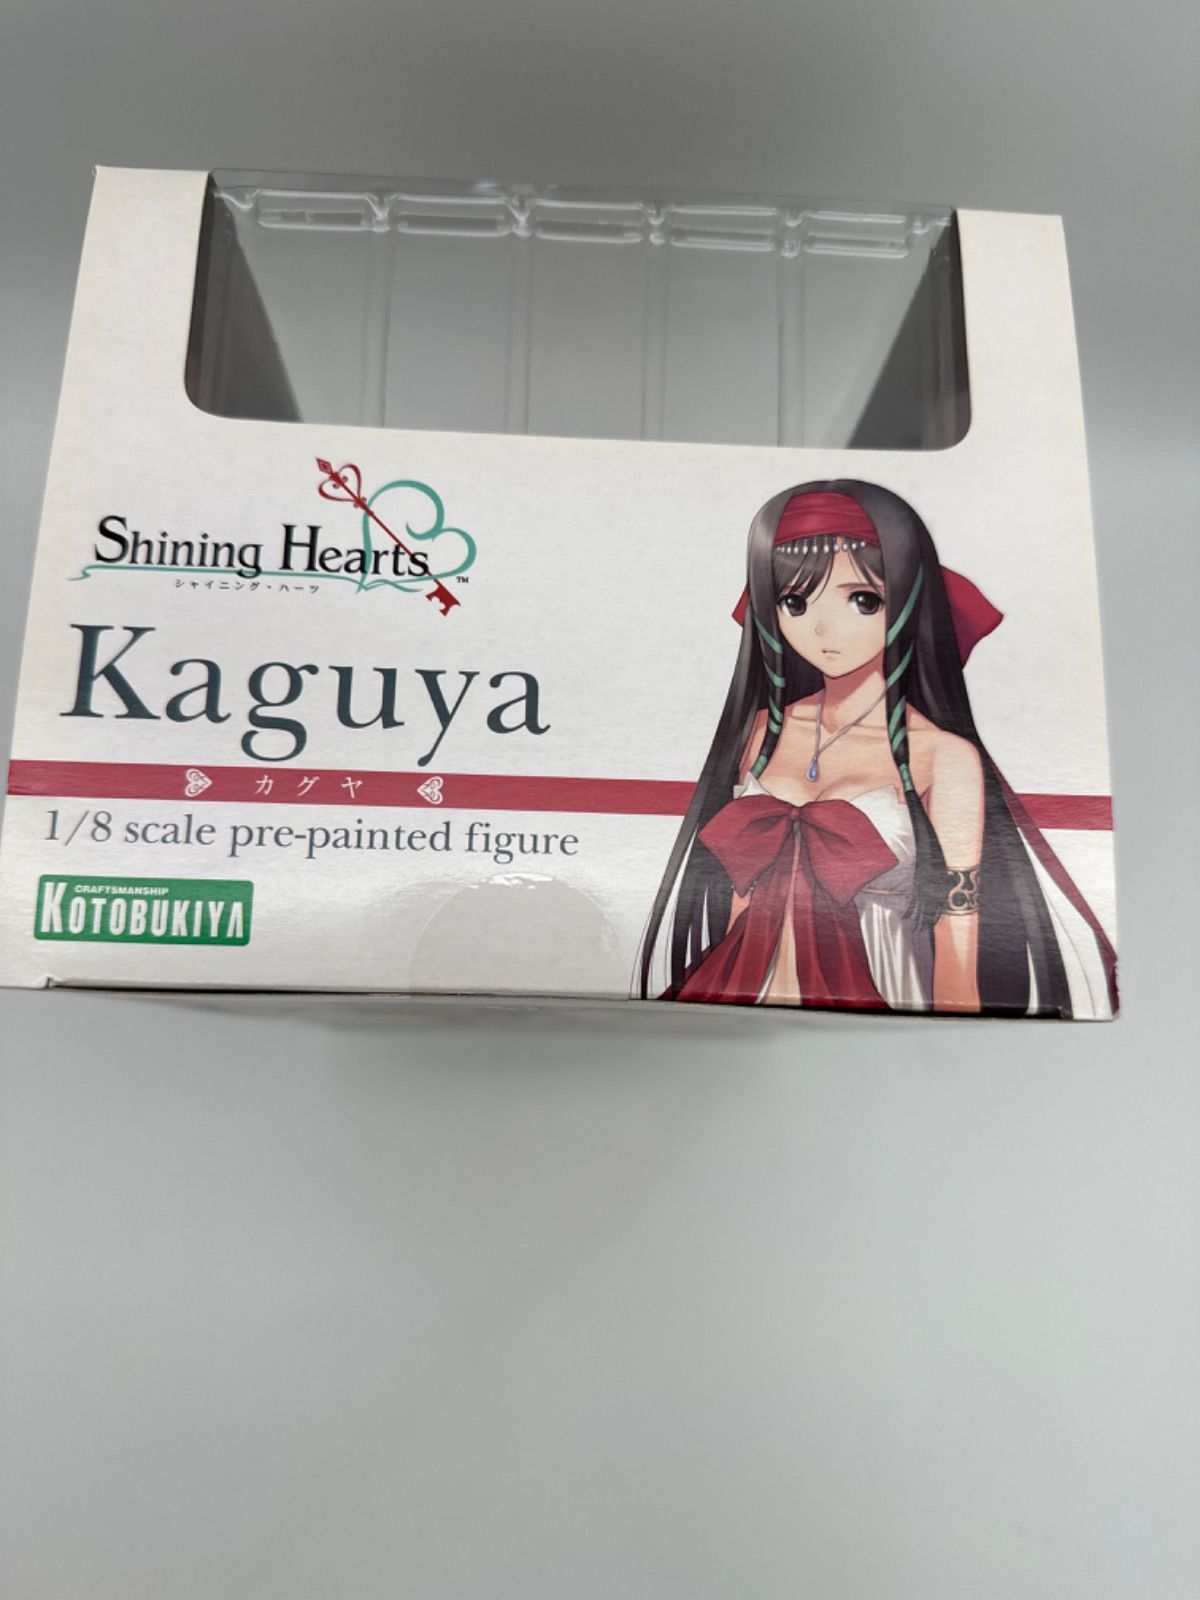 Shining Hearts™
シャイニング・ハーツ
Kaguya
カグヤ
1/8 scale pre-painted figure
CRAFTSMANSHIP
KOTOBUKIYA